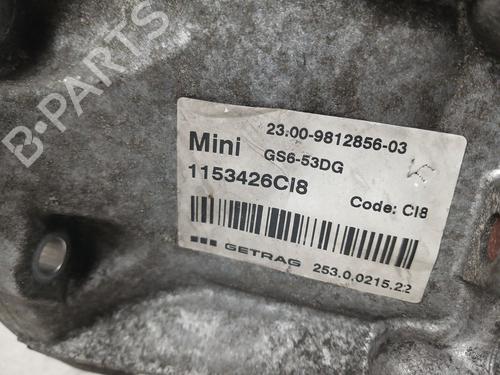 B-PARTS
23.00-9812856-03
Mini GS6-53DG
1153426CI8
Code: CI8
GETRAG 253.0.0215.22